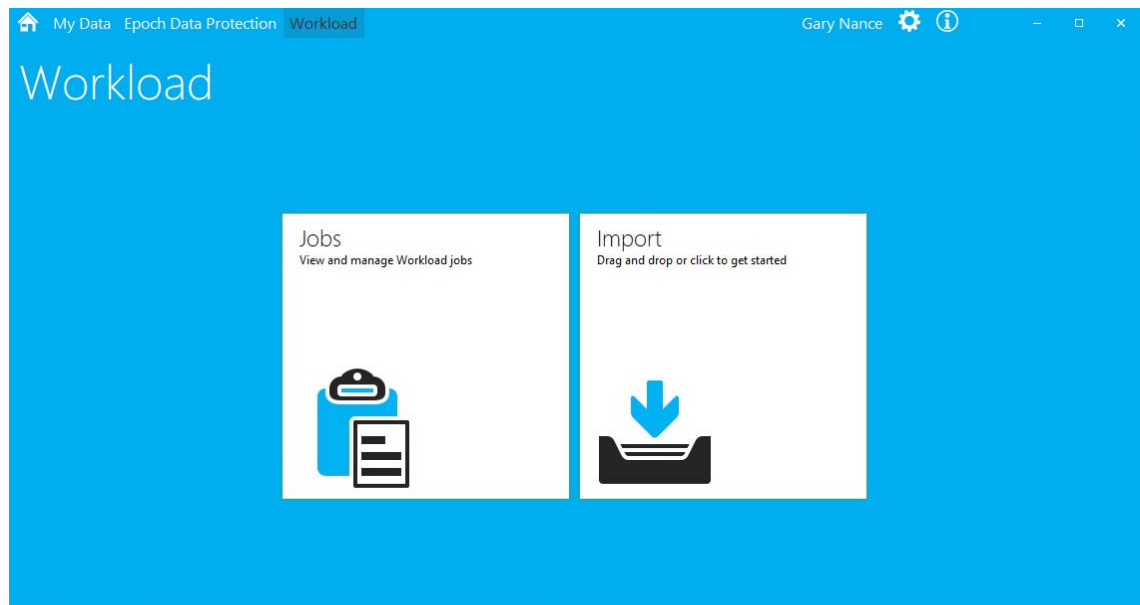 My Data Epoch Data Protection Workload Gary Nance
Workload
Jobs
View and manage Workload jobs
Import
Drag and drop or click to get started